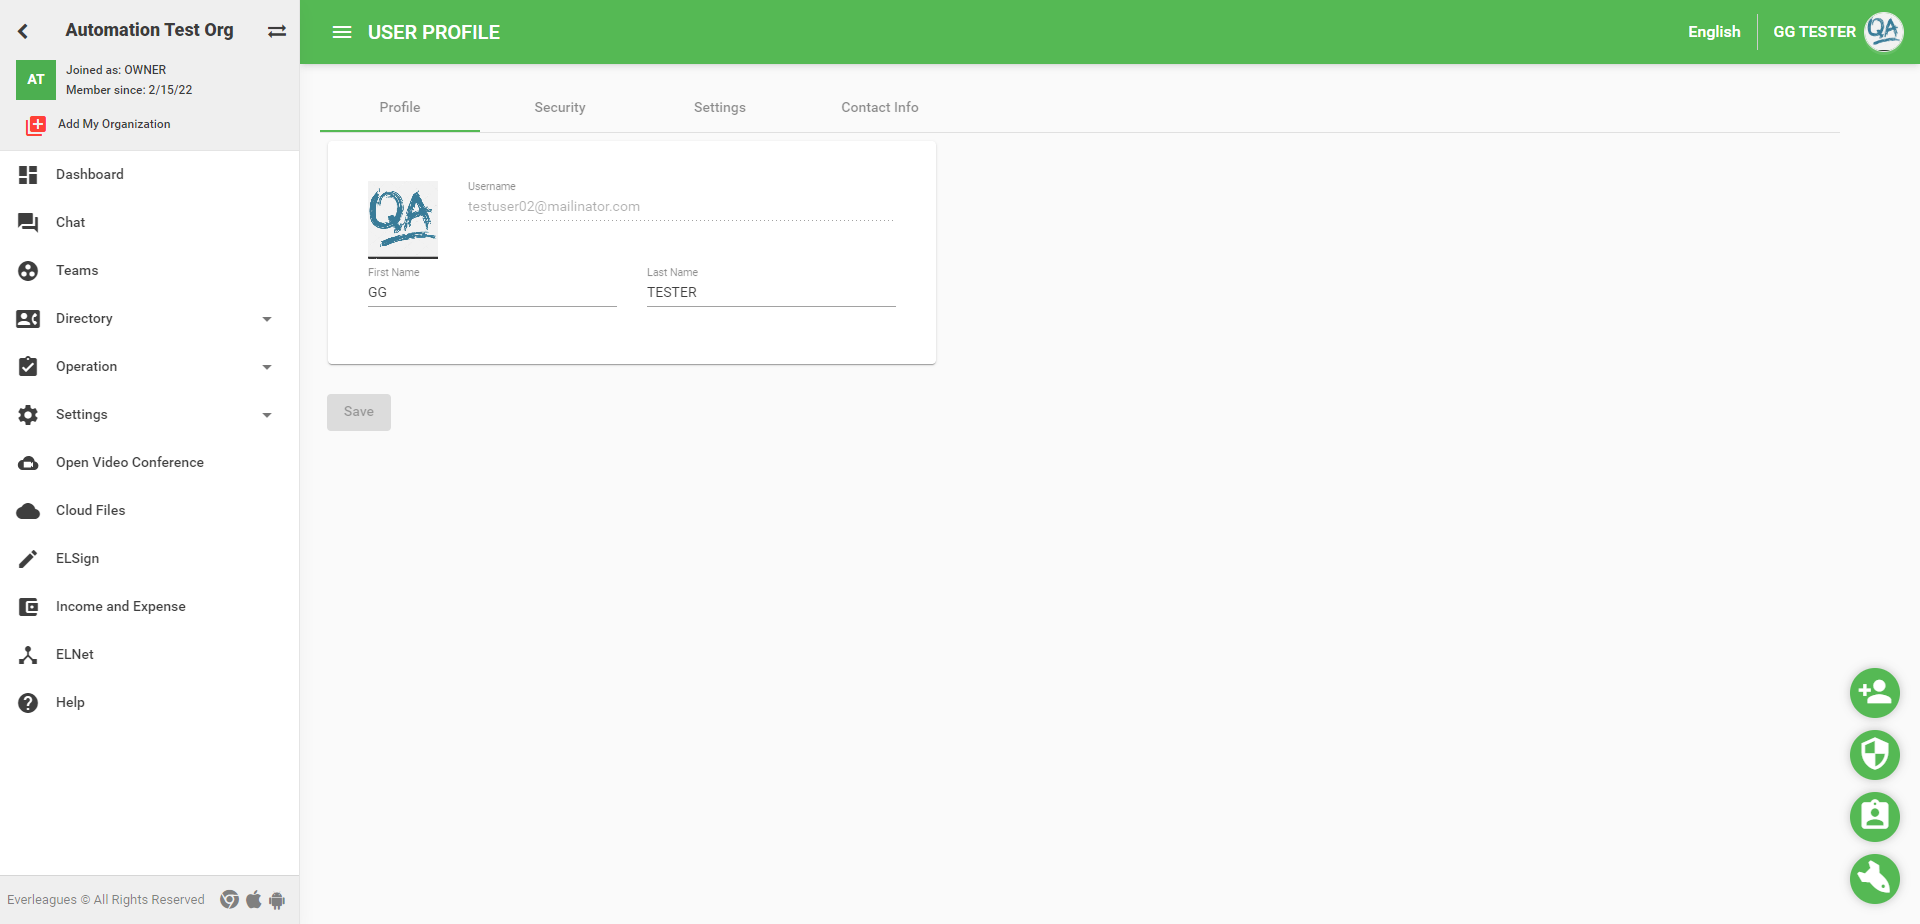 Automation Test Org
AT
Joined as: OWNER
Member since: 2/15/22
Add My Organization
Dashboard
Chat
Teams
Directory
Operation
Settings
Open Video Conference
Cloud Files
ELSign
Income and Expense
ELNet
Help
Everleagues © All Rights Reserved
USER PROFILE
English
GG TESTER
QA
Profile
Security
Settings
Contact Info
QA
Username
testuser02@mailinator.com
First Name
GG
Last Name
TESTER
Save